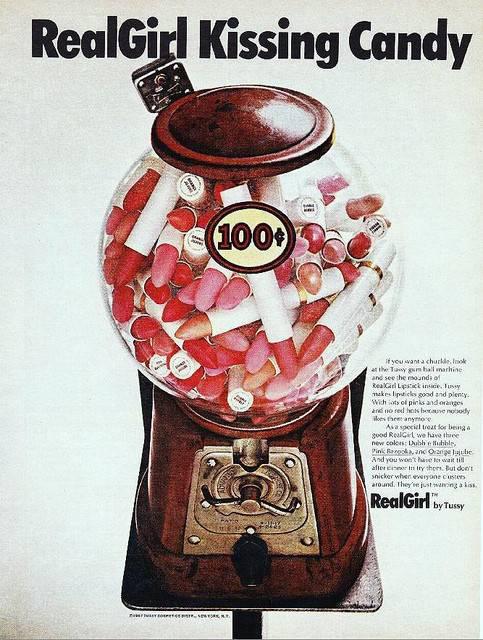 RealGirl Kissing Candy
100¢
If you want a chuckle, look
at the Tussy gum ball machine
and see the mounds of
RealGirl Lipstick inside. Tussy
makes lipsticks good and plenty.
With lots of pinks and oranges
and no red hots because nobody
likes them anymore.
As a special treat for being a
good RealGirl, we have three
new colors: Dubb'e Bubble,
Pink Bazooka, and Orange Jujube.
And you won't have to wait till
after dinner to try them. But don't
snicker when everyone clusters
around. They're just wanting a kiss.
RealGirl™ by Tussy